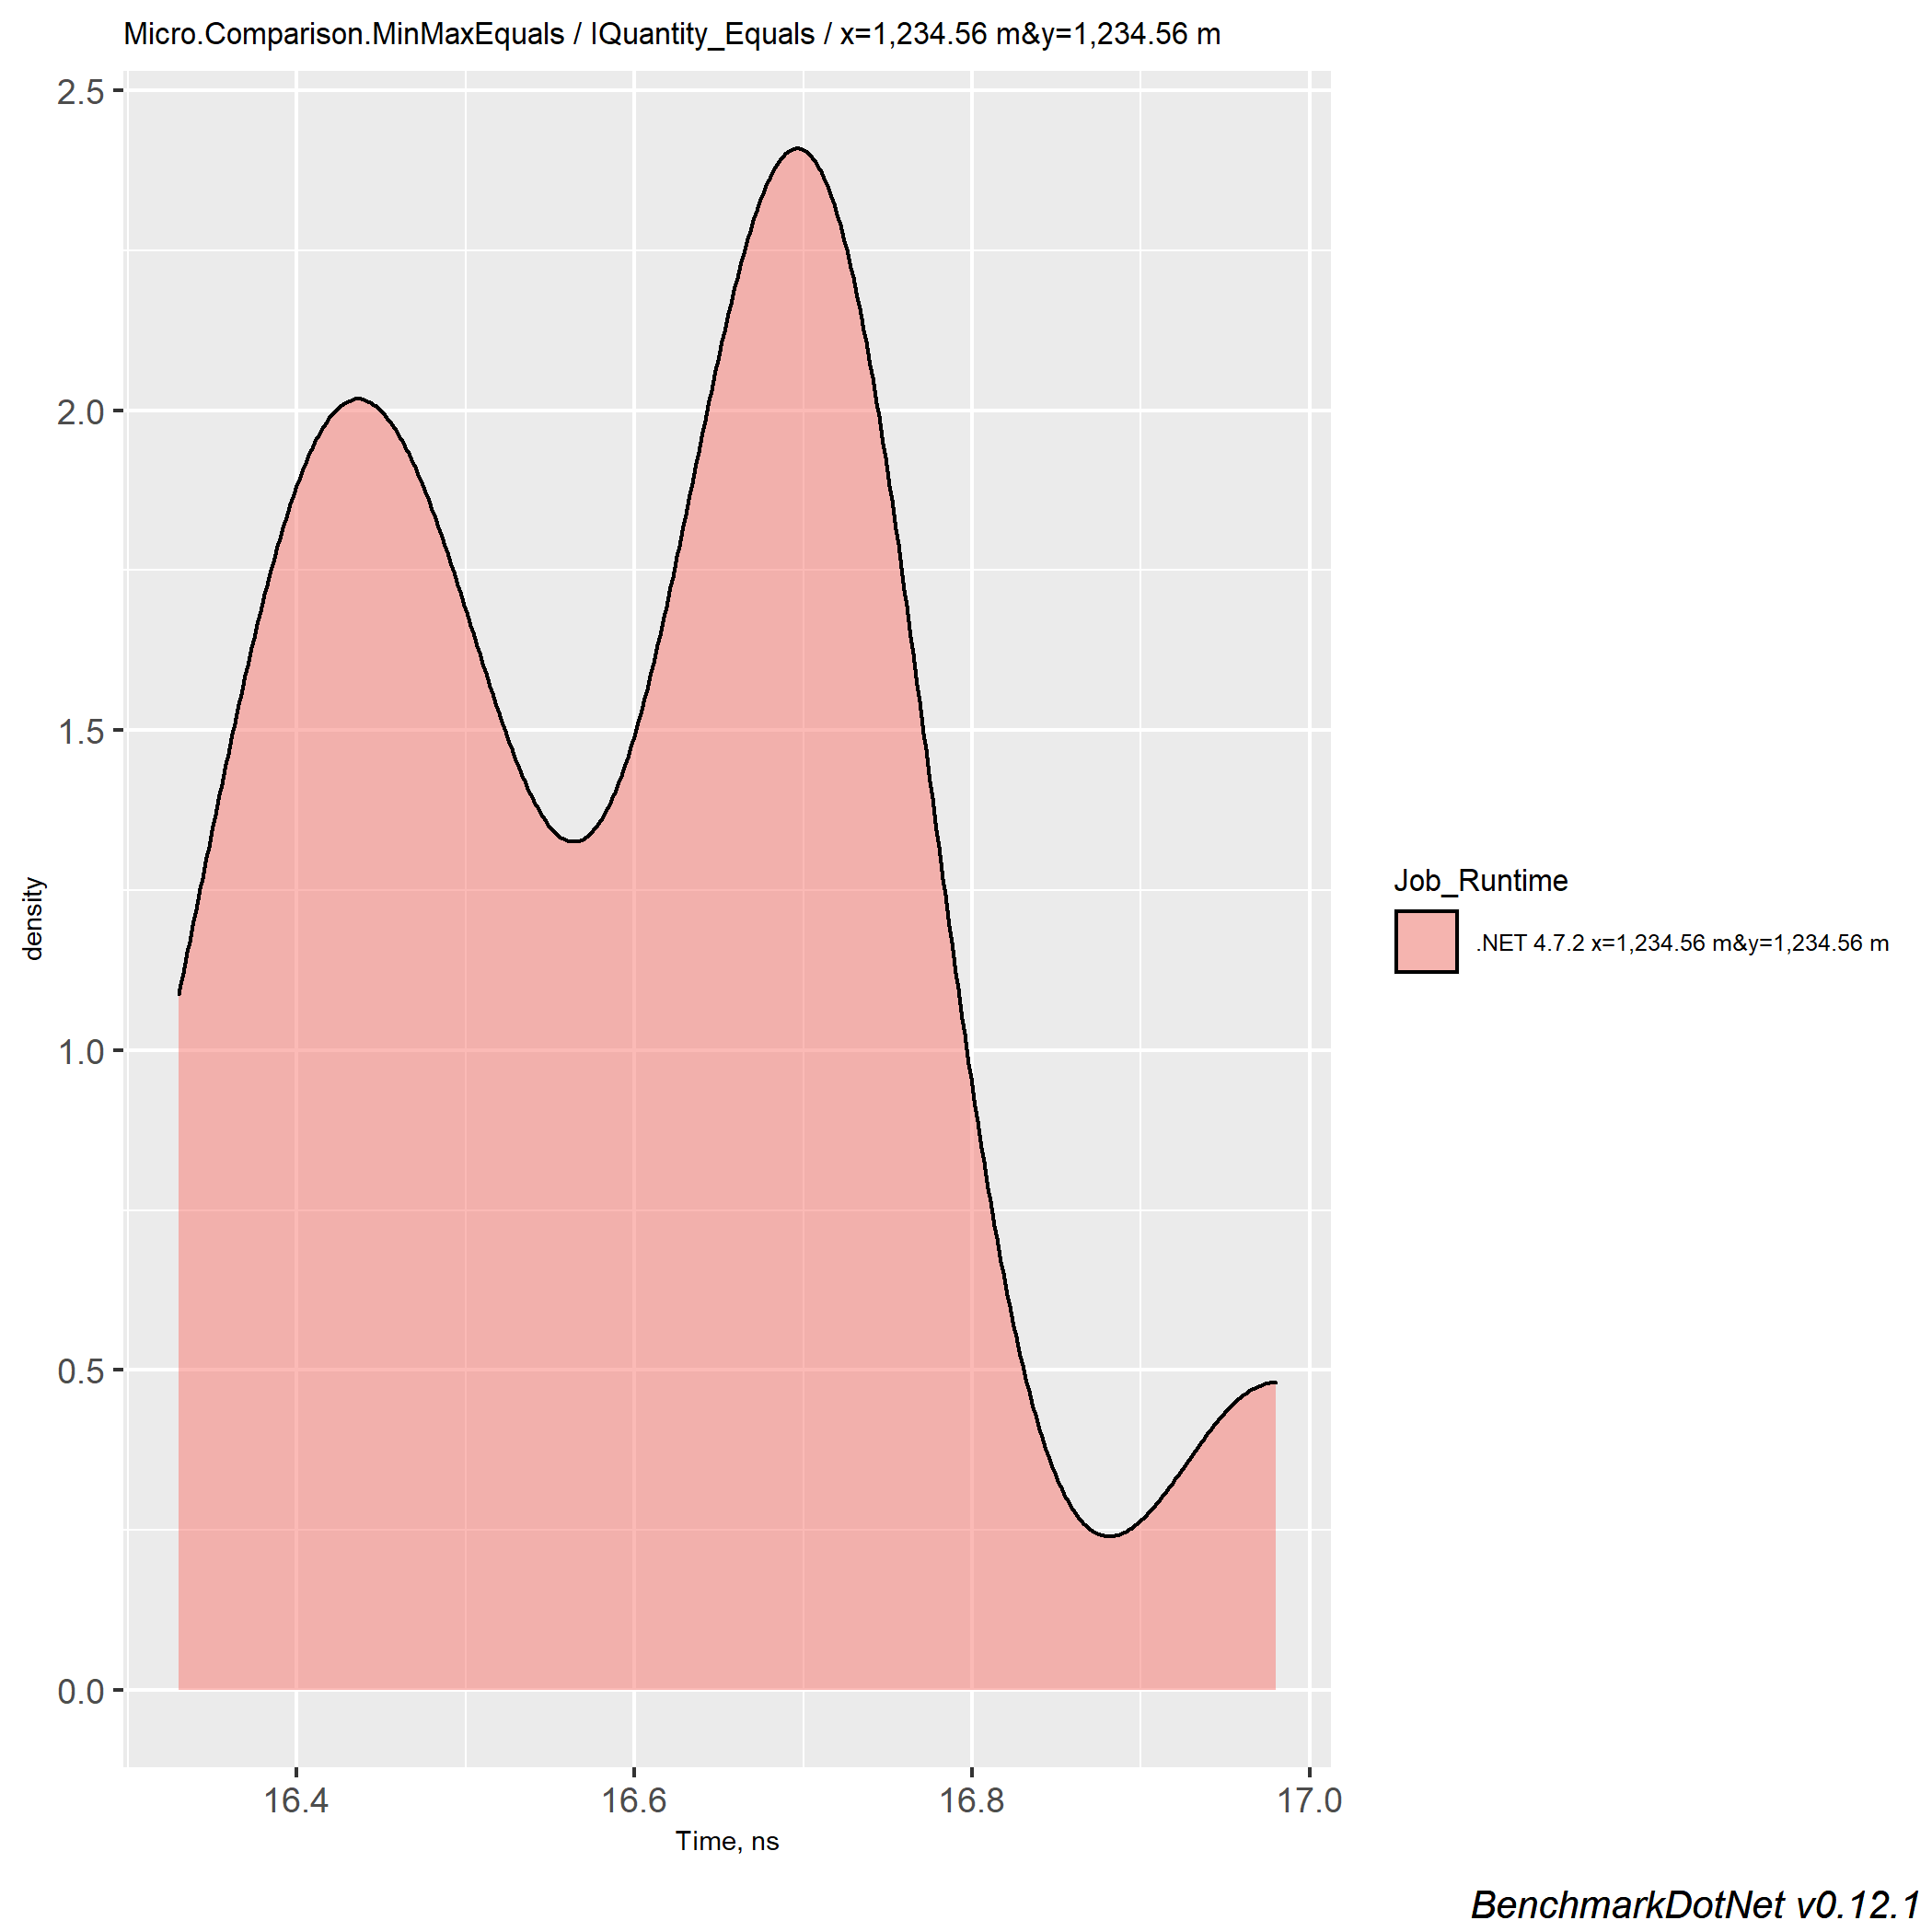 Micro.Comparison.MinMaxEquals / IQuantity_Equals / x=1,234.56 m&y=1,234.56 m
2.5
2.0
1.5
1.0
0.5
0.0
density
16.4 16.6 16.8 17.0
Time, ns
Job_Runtime
.NET 4.7.2 x=1,234.56 m&y=1,234.56 m
BenchmarkDotNet v0.12.1